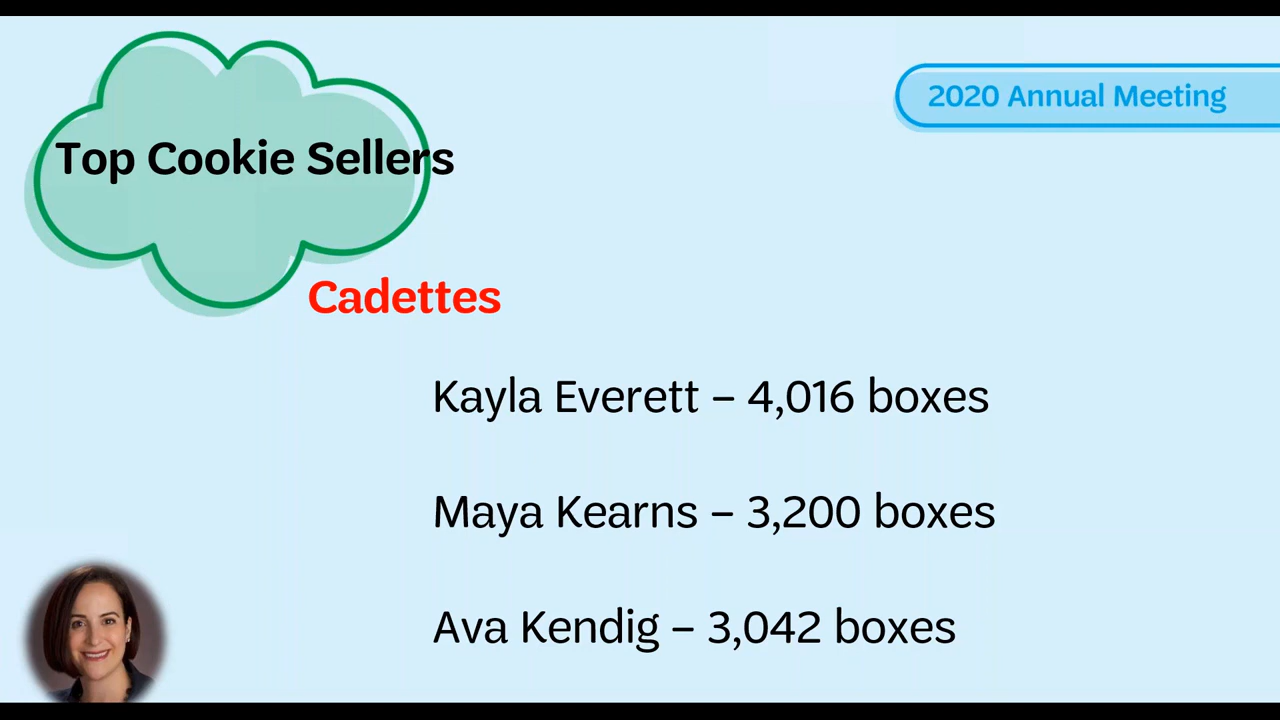 2020 Annual Meeting
Top Cookie Sellers
Cadettes
Kayla Everett – 4,016 boxes
Maya Kearns – 3,200 boxes
Ava Kendig – 3,042 boxes